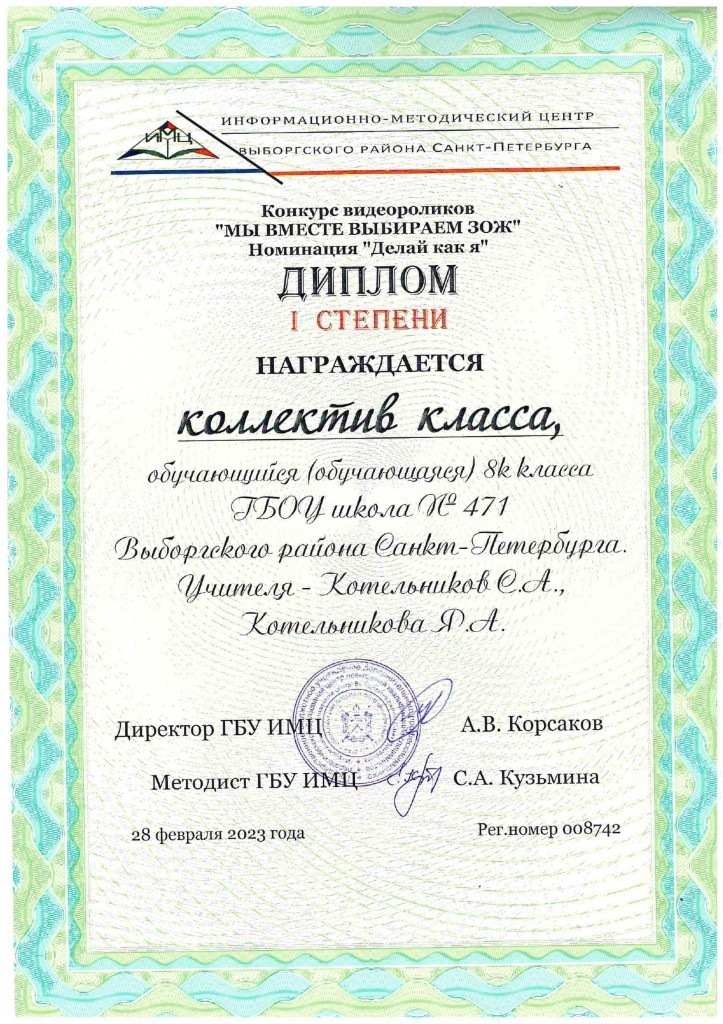 ИМЦ
ИНФОРМАЦИОННО-МЕТОДИЧЕСКИЙ ЦЕНТР
ВЫБОРГСКОГО РАЙОНА САНКТ-ПЕТЕРБУРГА
Конкурс видеороликов
"МЫ ВМЕСТЕ ВЫБИРАЕМ ЗОЖ"
Номинация "Делай как я"
ДИПЛОМ
I СТЕПЕНИ
НАГРАЖДАЕТСЯ
коллектив класса,
обучающийся (обучающаяся) 8к класса
ГБОУ школа № 471
Выборгского района Санкт-Петербурга.
Учителя - Котельников С.А.,
Котельникова Я.А.
Директор ГБУ ИМЦ А.В. Корсаков
Методист ГБУ ИМЦ С.А. Кузьмина
28 февраля 2023 года Рег.номер 008742